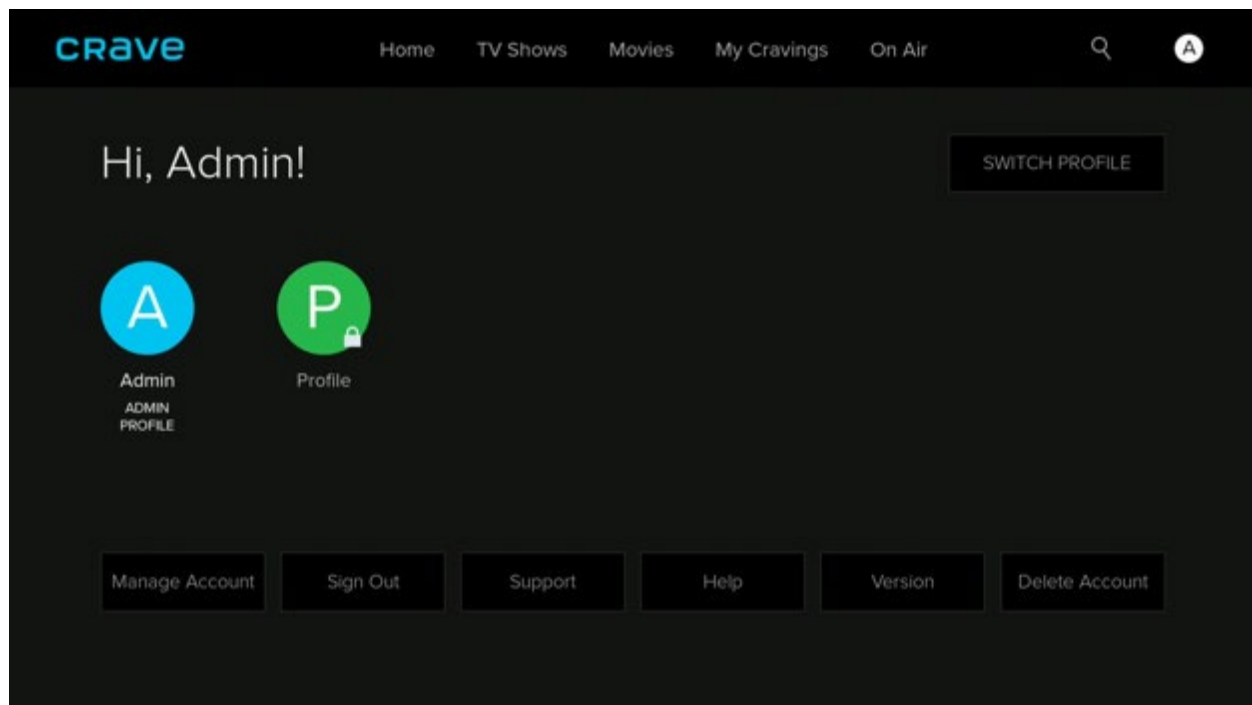 CRave Home TV Shows Movies My Cravings On Air A
Hi, Admin! SWITCH PROFILE
A P
Admin Profile
ADMIN
PROFILE
Manage Account Sign Out Support Help Version Delete Account